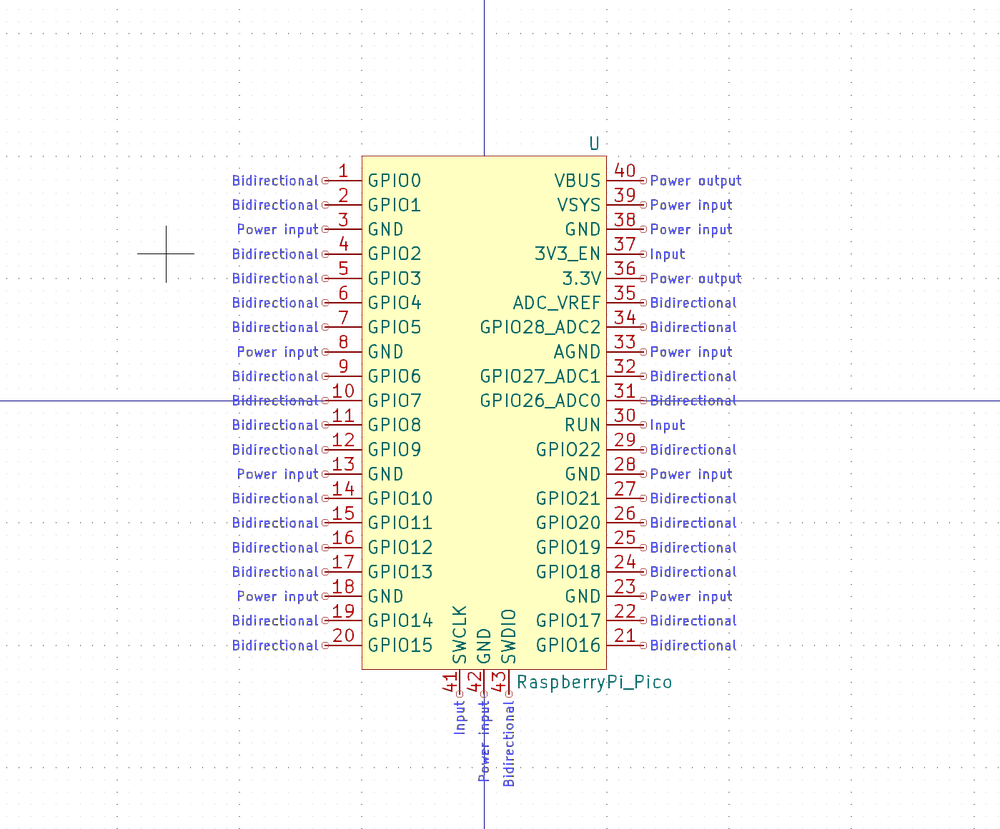 U
Bidirectional 1 GPIO0 VBUS 40 Power output
Bidirectional 2 GPIO1 VSYS 39 Power input
Power input 3 GND GND 38 Power input
Bidirectional 4 GPIO2 3V3_EN 37 Input
Bidirectional 5 GPIO3 3.3V 36 Power output
Bidirectional 6 GPIO4 ADC_VREF 35 Bidirectional
Bidirectional 7 GPIO5 GPIO28_ADC2 34 Bidirectional
Power input 8 GND AGND 33 Power input
Bidirectional 9 GPIO6 GPIO27_ADC1 32 Bidirectional
Bidirectional 10 GPIO7 GPIO26_ADC0 31 Bidirectional
Bidirectional 11 GPIO8 RUN 30 Input
Bidirectional 12 GPIO9 GPIO22 29 Bidirectional
Power input 13 GND GND 28 Power input
Bidirectional 14 GPIO10 GPIO21 27 Bidirectional
Bidirectional 15 GPIO11 GPIO20 26 Bidirectional
Bidirectional 16 GPIO12 GPIO19 25 Bidirectional
Bidirectional 17 GPIO13 GPIO18 24 Bidirectional
Power input 18 GND GND 23 Power input
Bidirectional 19 GPIO14 GPIO17 22 Bidirectional
Bidirectional 20 GPIO15 GPIO16 21 Bidirectional
Input 41 SWCLK
Power input 42 GND
Bidirectional 43 SWDIO
RaspberryPi_Pico